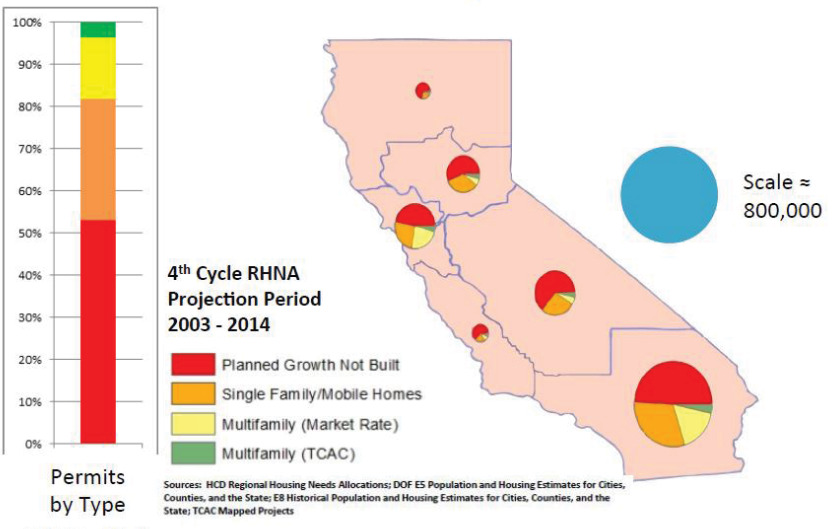 100%
90%
80%
70%
60%
50%
40%
30%
20%
10%
0%
Permits
by Type
4th Cycle RHNA
Projection Period
2003 - 2014
Planned Growth Not Built
Single Family/Mobile Homes
Multifamily (Market Rate)
Multifamily (TCAC)
Scale ≈
800,000
Sources: HCD Regional Housing Needs Allocations; DOF E5 Population and Housing Estimates for Cities,
Counties, and the State; E8 Historical Population and Housing Estimates for Cities, Counties, and the
State; TCAC Mapped Projects